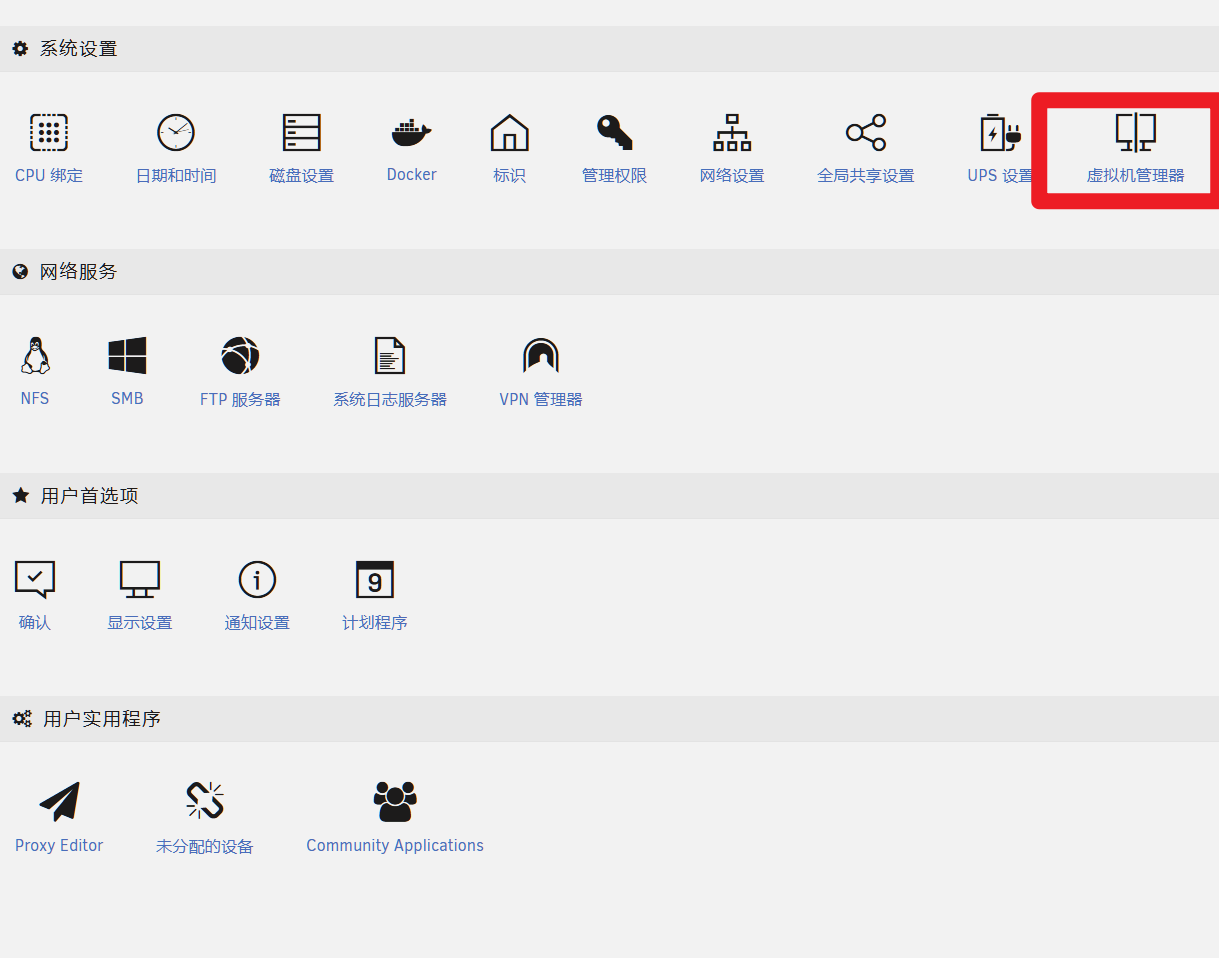 系统设置
CPU 绑定
日期和时间
磁盘设置
Docker
标识
管理权限
网络设置
全局共享设置
UPS 设置
虚拟机管理器
网络服务
NFS
SMB
FTP 服务器
系统日志服务器
VPN 管理器
用户首选项
确认
显示设置
通知设置
9
计划程序
用户实用程序
Proxy Editor
未分配的设备
Community Applications